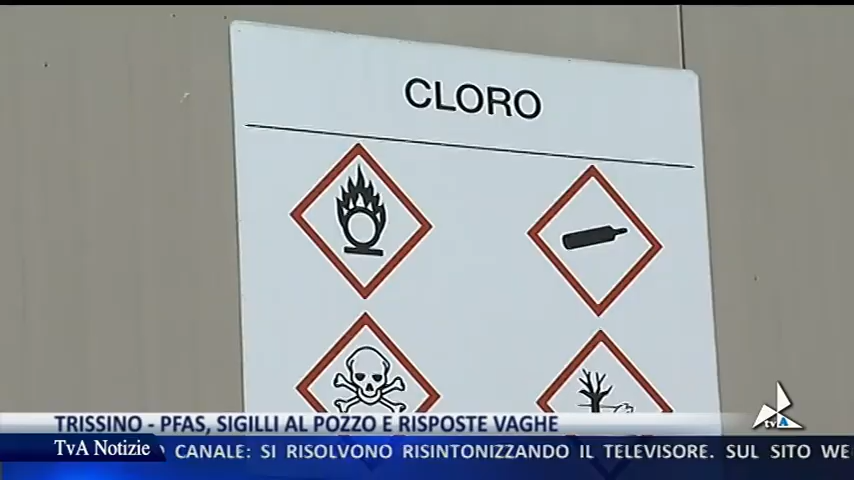 CLORO
TRISSINO - PFAS, SIGILLI AL POZZO E RISPOSTE VAGHE
tvA
TvA Notizie
CANALE: SI RISOLVONO RISINTONIZZANDO IL TELEVISORE. SUL SITO WE